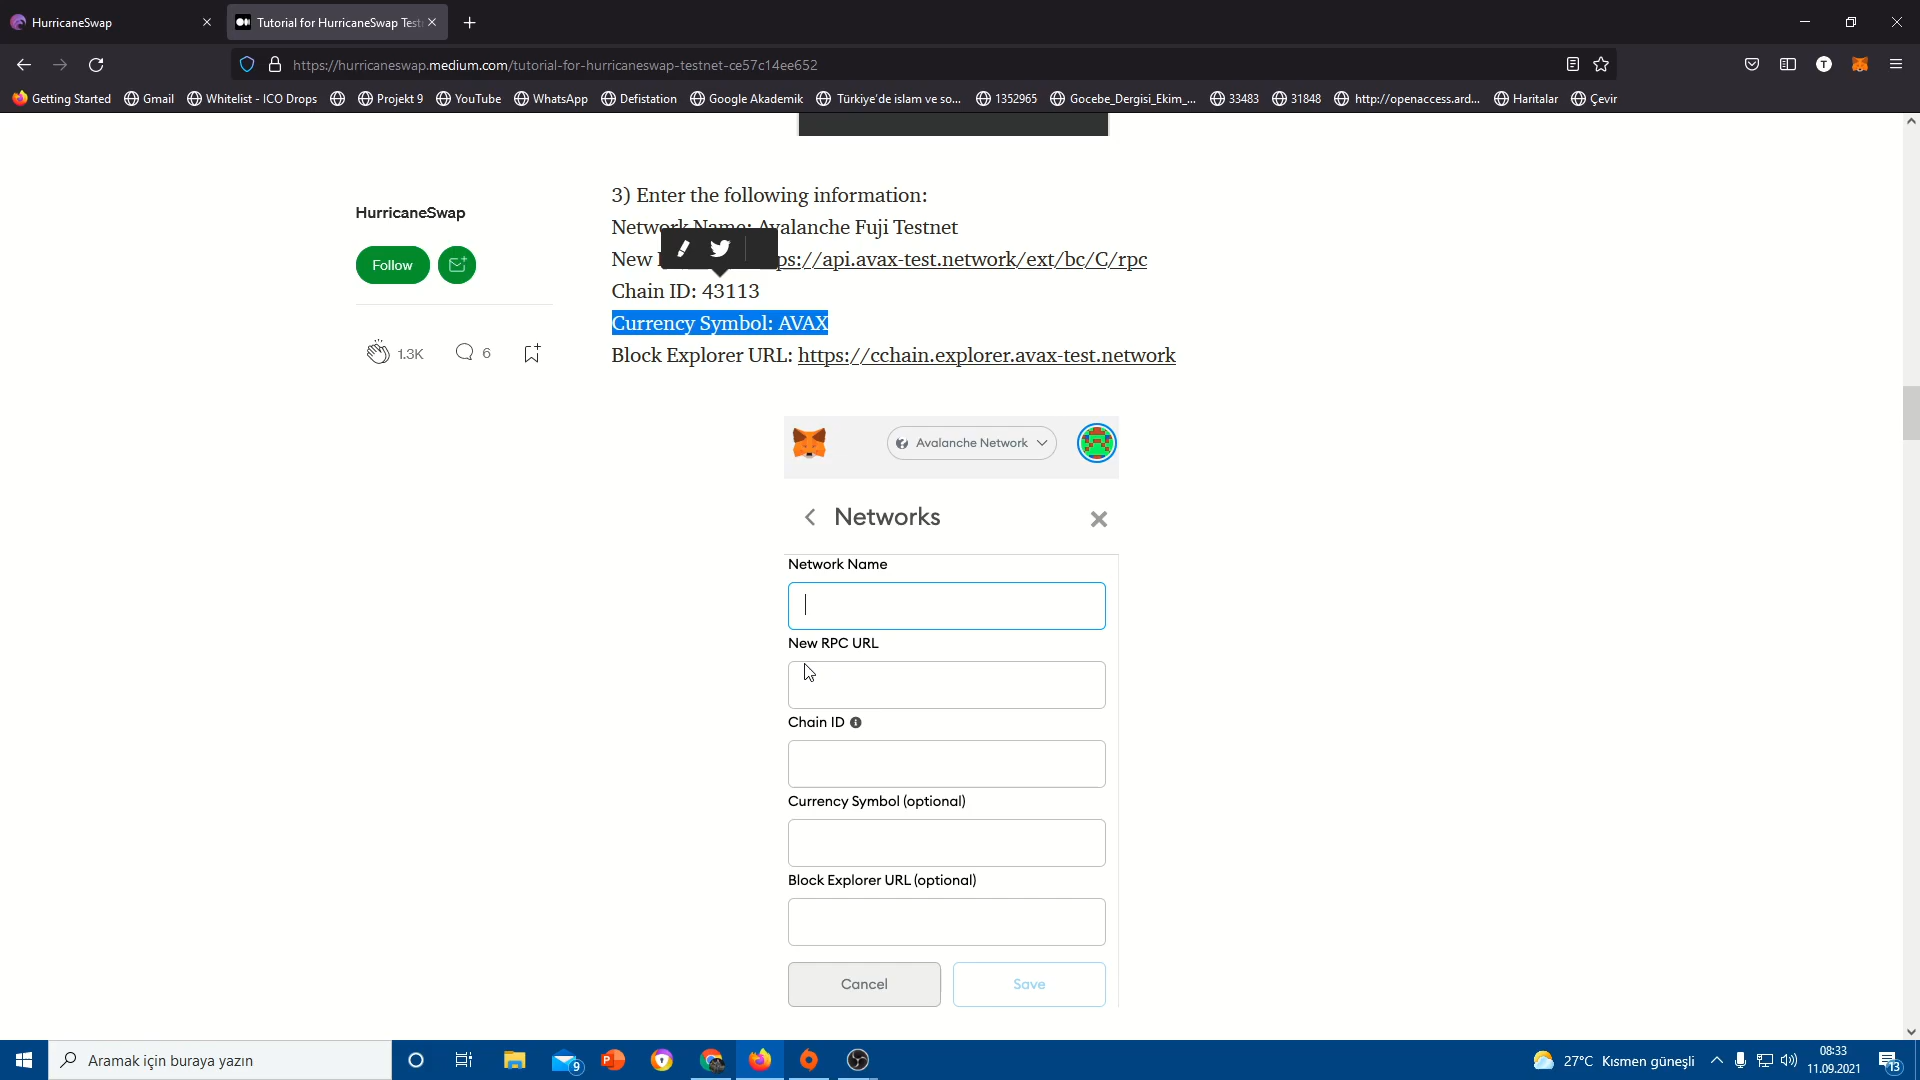 HurricaneSwap
Tutorial for HurricaneSwap Test
https://hurricaneswap.medium.com/tutorial-for-hurricaneswap-testnet-ce57c14ee652
T
Getting Started
Gmail
Whitelist - ICO Drops
Projekt 9
YouTube
WhatsApp
Defistation
Google Akademik
Türkiye'de islam ve so...
1352965
Gocebe_Dergisi_Ekim_...
33483
31848
http://openaccess.ard...
Haritalar
Çevir
HurricaneSwap
Follow
1.3K
6
3) Enter the following information:
Network Name: Avalanche Fuji Testnet
New ps://api.avax-test.network/ext/bc/C/rpc
Chain ID: 43113
Currency Symbol: AVAX
Block Explorer URL: https://cchain.explorer.avax-test.network
Avalanche Network
Networks
Network Name
New RPC URL
Chain ID
Currency Symbol (optional)
Block Explorer URL (optional)
Cancel
Save
Aramak için buraya yazın
9
27°C Kısmen güneşli
08:33
11.09.2021
13